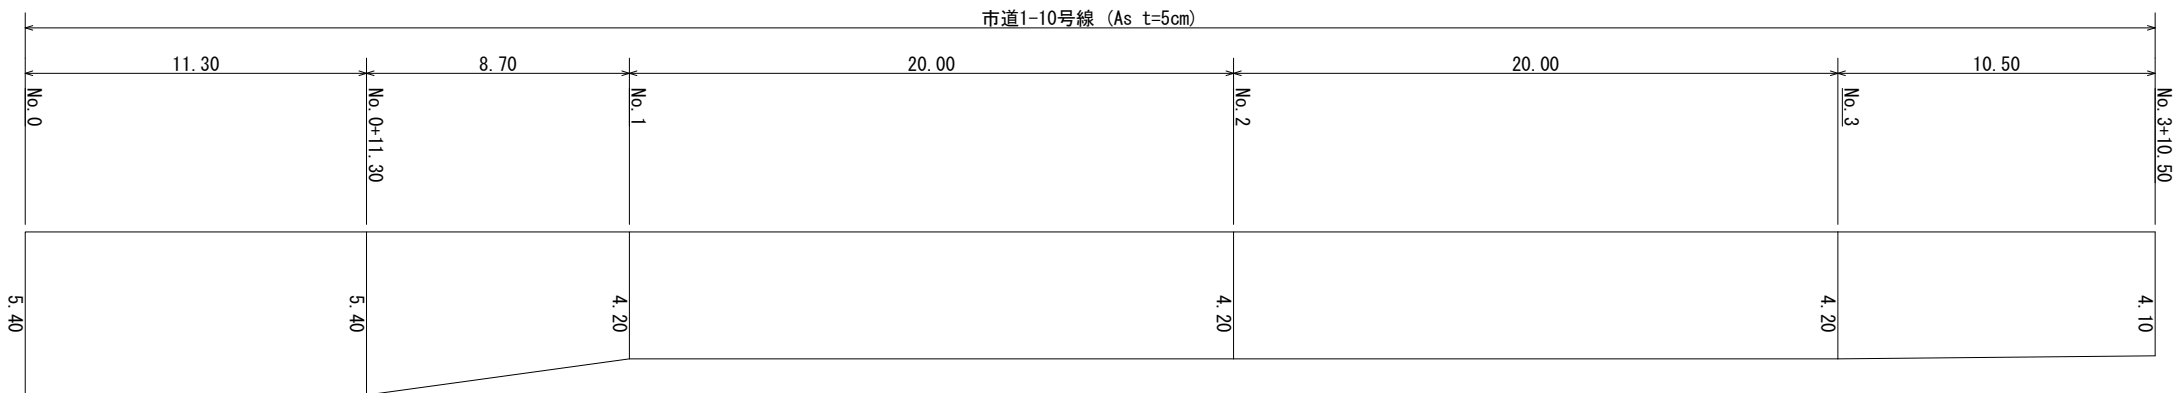 市道1-10号線 (As t=5cm)
11.30
8.70
20.00
20.00
10.50
No.0
No.0+11.30
No.1
No.2
No.3
No.3+10.50
5.40
5.40
4.20
4.20
4.20
4.10